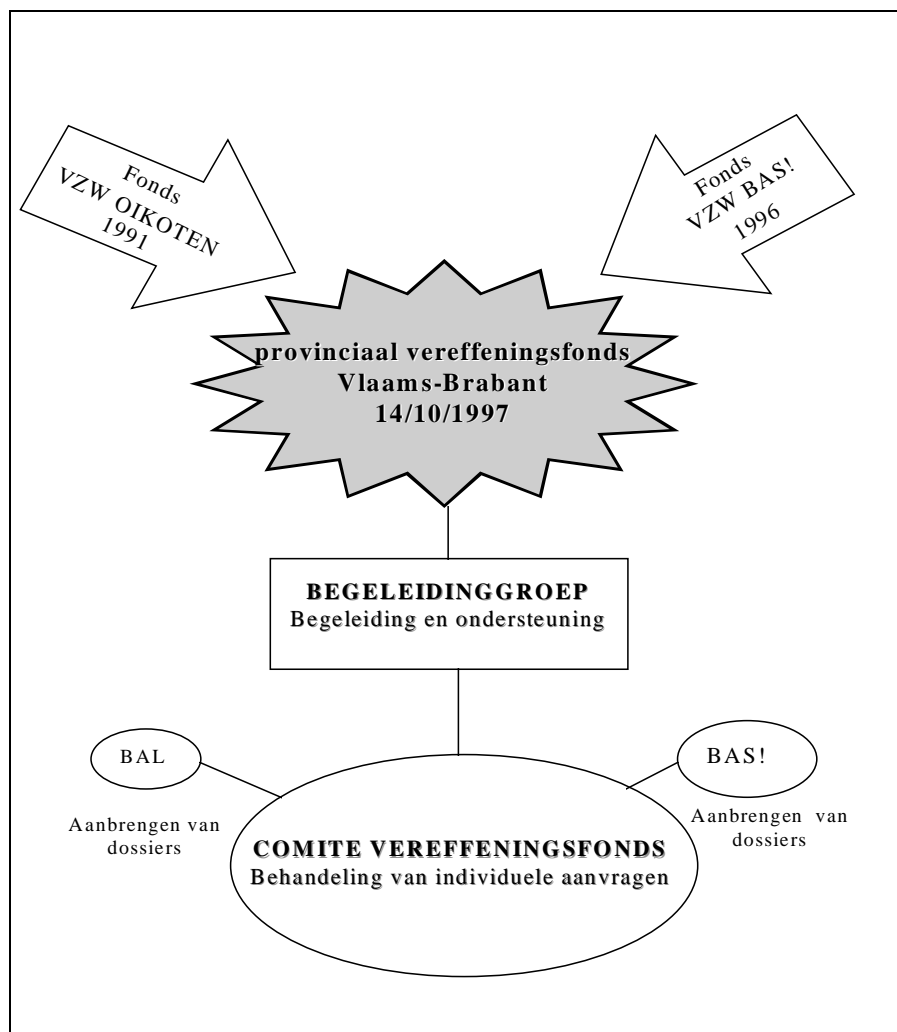 Fonds
VZW OIKOTEN
1991
Fonds
VZW BAS!
1996
provinciaal vereffeningsfonds
Vlaams-Brabant
14/10/1997
BEGELEIDINGGROEP
Begeleiding en ondersteuning
BAL
BAS!
Aanbrengen van
dossiers
Aanbrengen van
dossiers
COMITE VEREFFENINGSFONDS
Behandeling van individuele aanvragen